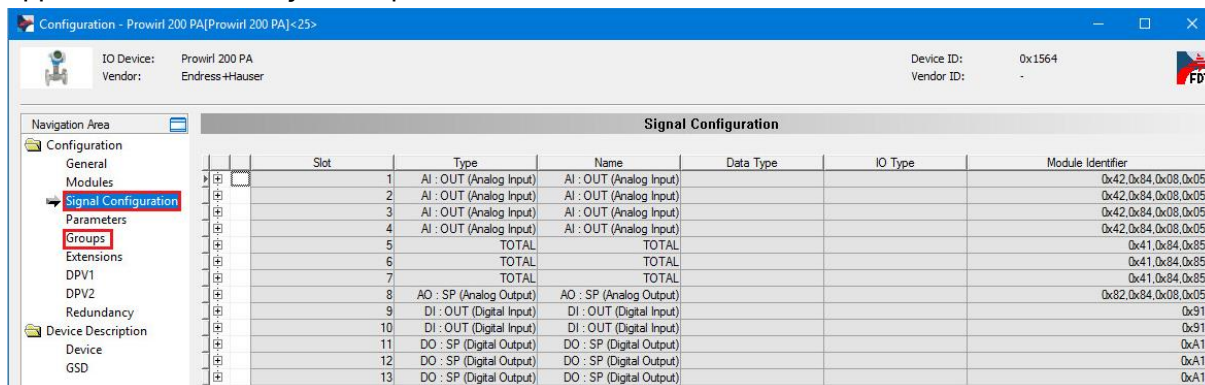 Configuration - Prowirl 200 PA[Prowirl 200 PA]<25>
IO Device: Prowirl 200 PA Device ID: 0x1564
Vendor: Endress+Hauser Vendor ID: -
FDT
Navigation Area Signal Configuration
Configuration
General
Modules
Signal Configuration
Parameters
Groups
Extensions
DPV1
DPV2
Redundancy
Device Description
Device
GSD
Slot Type Name Data Type IO Type Module Identifier
1 AI : OUT (Analog Input) AI : OUT (Analog Input) 0x42,0x84,0x08,0x05
2 AI : OUT (Analog Input) AI : OUT (Analog Input) 0x42,0x84,0x08,0x05
3 AI : OUT (Analog Input) AI : OUT (Analog Input) 0x42,0x84,0x08,0x05
4 AI : OUT (Analog Input) AI : OUT (Analog Input) 0x42,0x84,0x08,0x05
5 TOTAL TOTAL 0x41,0x84,0x85
6 TOTAL TOTAL 0x41,0x84,0x85
7 TOTAL TOTAL 0x41,0x84,0x85
8 AO : SP (Analog Output) AO : SP (Analog Output) 0x82,0x84,0x08,0x05
9 DI : OUT (Digital Input) DI : OUT (Digital Input) 0x91
10 DI : OUT (Digital Input) DI : OUT (Digital Input) 0x91
11 DO : SP (Digital Output) DO : SP (Digital Output) 0xA1
12 DO : SP (Digital Output) DO : SP (Digital Output) 0xA1
13 DO : SP (Digital Output) DO : SP (Digital Output) 0xA1